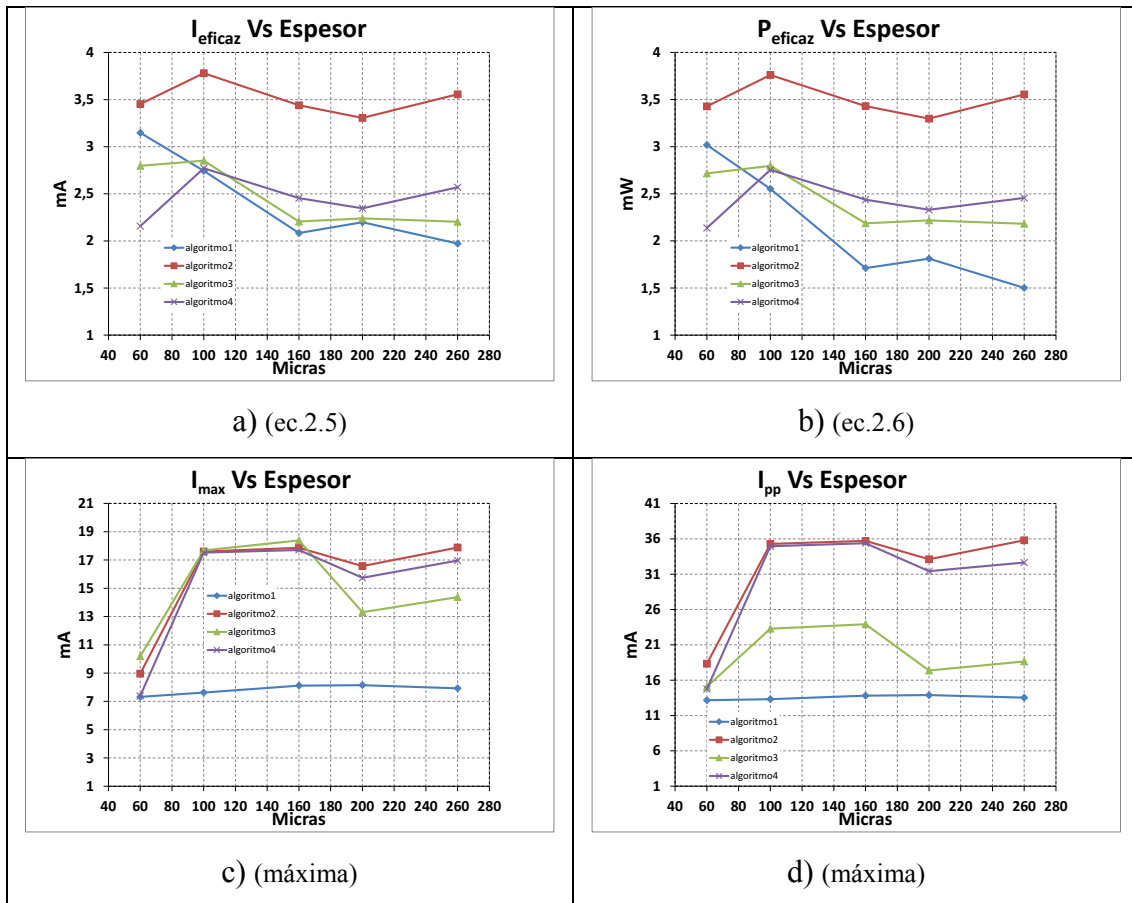 I_eficaz Vs Espesor
4
3,5
3
2,5
2
1,5
1
mA
algoritmo1
algoritmo2
algoritmo3
algoritmo4
40 60 80 100 120 140 160 180 200 220 240 260 280
Micras
a) (ec.2.5)
P_eficaz Vs Espesor
4
3,5
3
2,5
2
1,5
1
mW
algoritmo1
algoritmo2
algoritmo3
algoritmo4
40 60 80 100 120 140 160 180 200 220 240 260 280
Micras
b) (ec.2.6)
I_max Vs Espesor
21
19
17
15
13
11
9
7
5
3
1
mA
algoritmo1
algoritmo2
algoritmo3
algoritmo4
40 60 80 100 120 140 160 180 200 220 240 260 280
Micras
c) (máxima)
I_pp Vs Espesor
41
36
31
26
21
16
11
6
1
mA
algoritmo1
algoritmo2
algoritmo3
algoritmo4
40 60 80 100 120 140 160 180 200 220 240 260 280
Micras
d) (máxima)